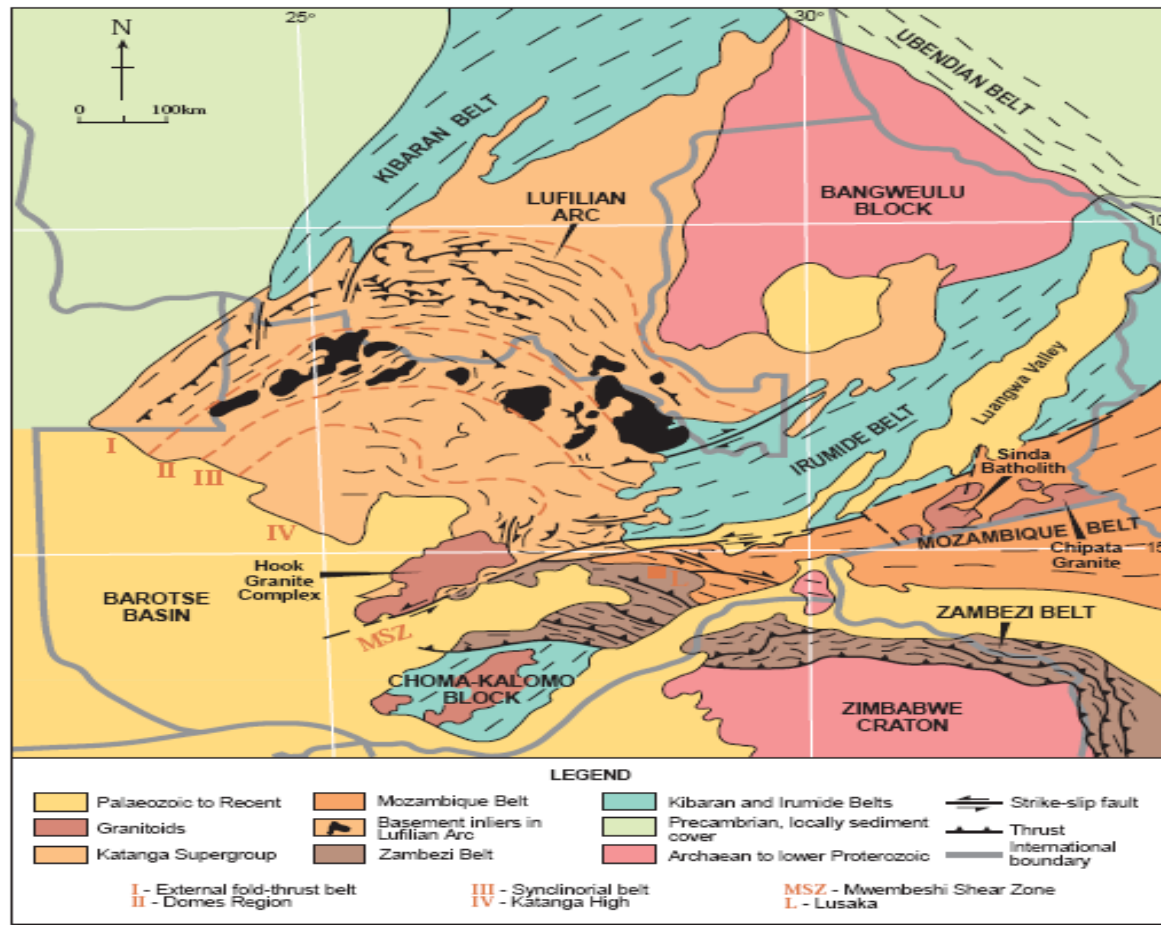 25°
30°
N
0 100km
UBENDIAN BELT
KIBARAN BELT
LUFILIAN
ARC
BANGWEULU
BLOCK
10
Luangwa Valley
IRUMIDE BELT
I
II
III
IV
Sinda
Batholith
MOZAMBIQUE BELT
15
Chipata
Granite
Hook
Granite
Complex
BAROTSE
BASIN
MSZ
L
ZAMBEZI BELT
CHOMA-KALOMO
BLOCK
ZIMBABWE
CRATON
LEGEND
Palaeozoic to Recent
Granitoids
Katanga Supergroup
Mozambique Belt
Basement inliers in
Lufilian Arc
Zambezi Belt
Kibaran and Irumide Belts
Precambrian, locally sediment
cover
Archaean to lower Proterozoic
Strike-slip fault
Thrust
International
boundary
I - External fold-thrust belt
II - Domes Region
III - Synclinorial belt
IV - Katanga High
MSZ - Mwembeshi Shear Zone
L - Lusaka